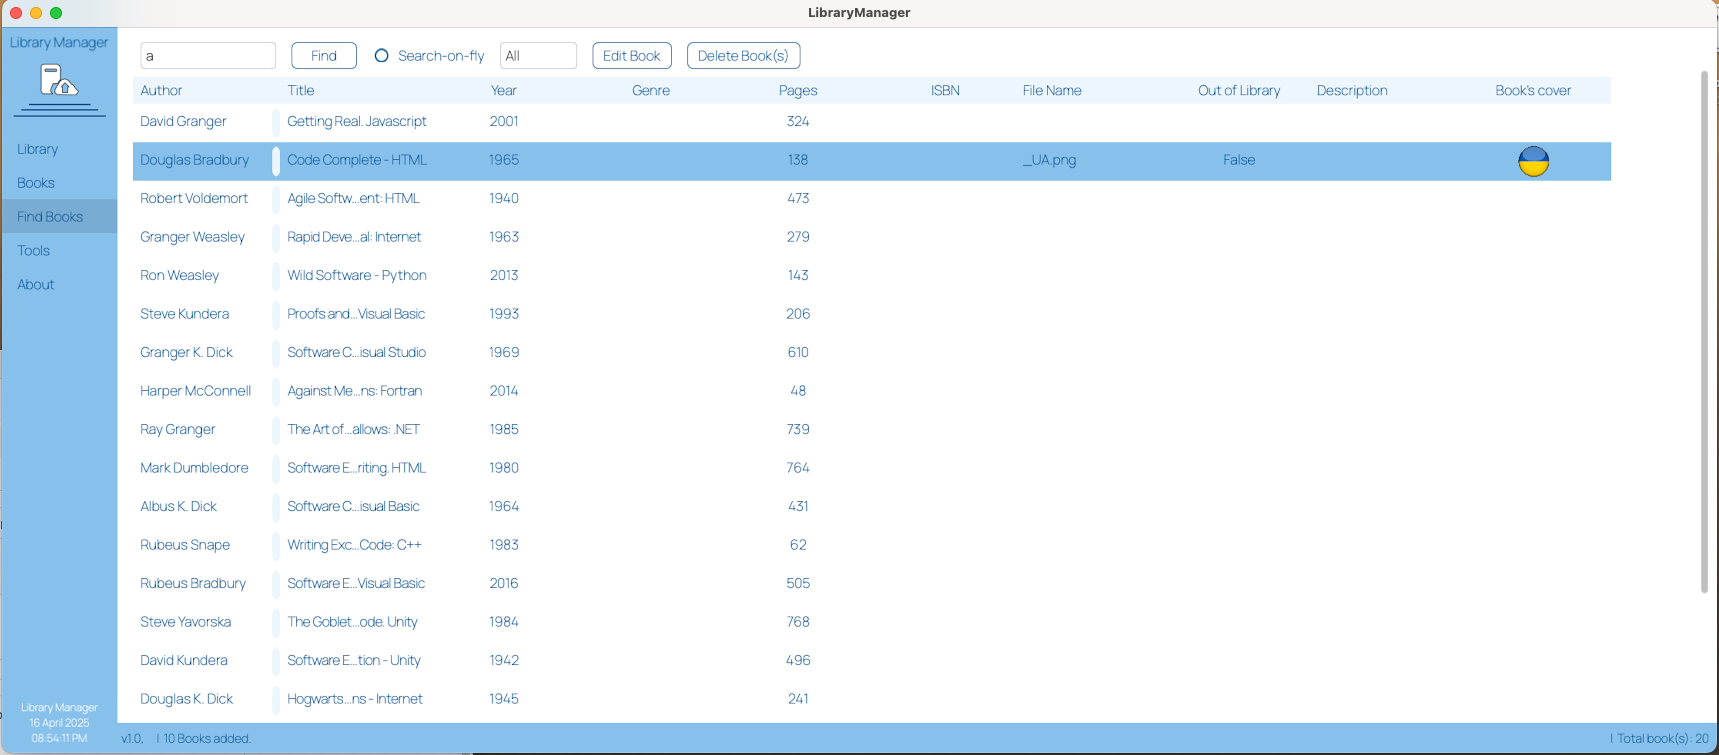 LibraryManager
Library Manager
Library
Books
Find Books
Tools
About
Library Manager
16 April 2025
08:54:11 PM
a Find Search-on-fly All Edit Book Delete Book(s)
Author Title Year Genre Pages ISBN File Name Out of Library Description Book's cover
David Granger Getting Real. Javascript 2001 324
Douglas Bradbury Code Complete - HTML 1965 138 _UA.png False
Robert Voldemort Agile Softw...ent: HTML 1940 473
Granger Weasley Rapid Deve...al: Internet 1963 279
Ron Weasley Wild Software - Python 2013 143
Steve Kundera Proofs and...Visual Basic 1993 206
Granger K. Dick Software C...isual Studio 1969 610
Harper McConnell Against Me...ns: Fortran 2014 48
Ray Granger The Art of...allows: .NET 1985 739
Mark Dumbledore Software E...riting. HTML 1980 764
Albus K. Dick Software C...isual Basic 1964 431
Rubeus Snape Writing Exc...Code: C++ 1983 62
Rubeus Bradbury Software E...Visual Basic 2016 505
Steve Yavorska The Goblet...ode. Unity 1984 768
David Kundera Software E...tion - Unity 1942 496
Douglas K. Dick Hogwarts...ns - Internet 1945 241
v.1.0, | 10 Books added. | Total book(s): 20